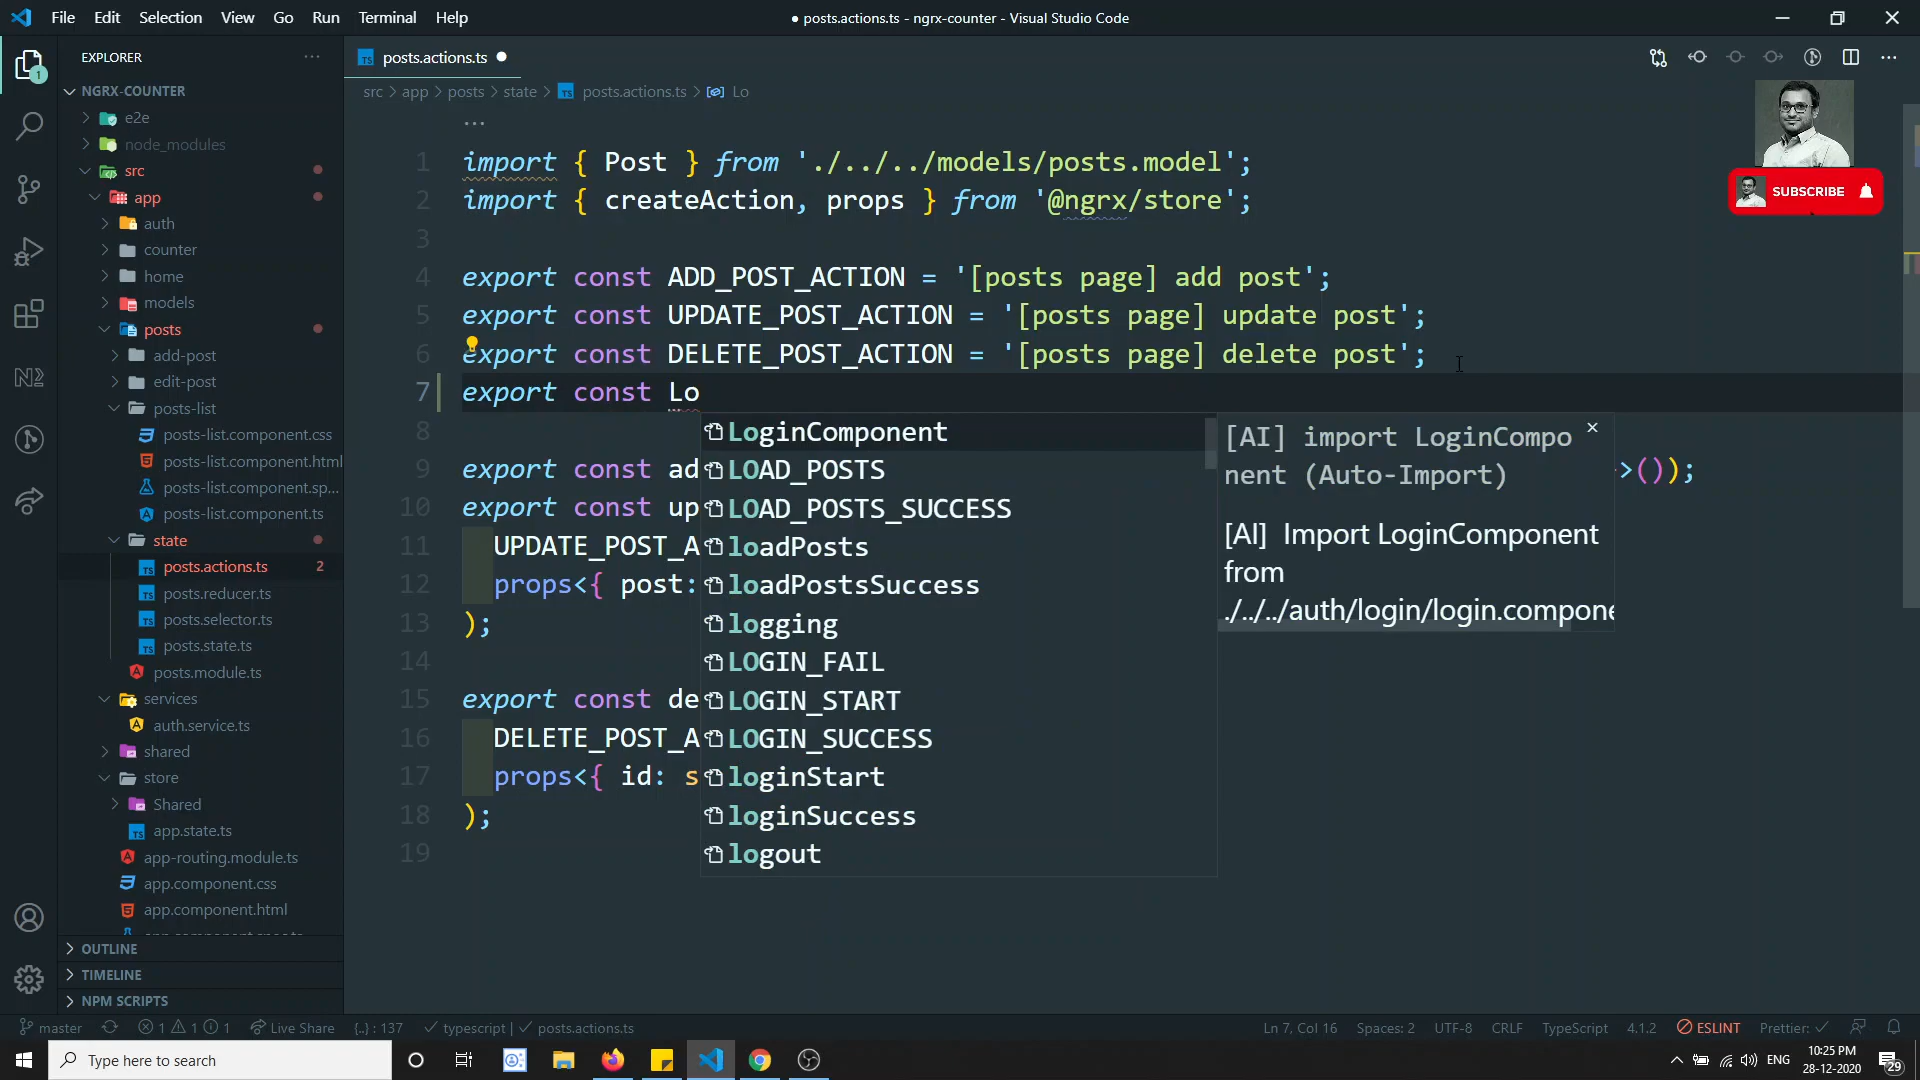 File Edit Selection View Go Run Terminal Help
● posts.actions.ts - ngrx-counter - Visual Studio Code
EXPLORER
NGRX-COUNTER
e2e
node_modules
src
app
auth
counter
home
models
posts
add-post
edit-post
posts-list
posts-list.component.css
posts-list.component.html
posts-list.component.sp...
posts-list.component.ts
state
posts.actions.ts 2
posts.reducer.ts
posts.selector.ts
posts.state.ts
posts.module.ts
services
auth.service.ts
shared
store
Shared
app.state.ts
app-routing.module.ts
app.component.css
app.component.html
OUTLINE
TIMELINE
NPM SCRIPTS
1
posts.actions.ts
src > app > posts > state > posts.actions.ts > Lo
...
1 import { Post } from './../../models/posts.model';
2 import { createAction, props } from '@ngrx/store';
3
4 export const ADD_POST_ACTION = '[posts page] add post';
5 export const UPDATE_POST_ACTION = '[posts page] update post';
6 export const DELETE_POST_ACTION = '[posts page] delete post';
7 export const Lo
8
9 export const ad >());
10 export const up
11 UPDATE_POST_A
12 props<{ post:
13 );
14
15 export const de
16 DELETE_POST_A
17 props<{ id: s
18 );
19
LoginComponent
LOAD_POSTS
LOAD_POSTS_SUCCESS
loadPosts
loadPostsSuccess
logging
LOGIN_FAIL
LOGIN_START
LOGIN_SUCCESS
loginStart
loginSuccess
logout
[AI] import LoginCompo
nent (Auto-Import)
[AI] Import LoginComponent
from
./../../auth/login/login.compone
SUBSCRIBE
master 1 1 1 Live Share {..} : 137 typescript | posts.actions.ts
Ln 7, Col 16 Spaces: 2 UTF-8 CRLF TypeScript 4.1.2 ESLINT Prettier:
Type here to search
ENG
10:25 PM
28-12-2020
29